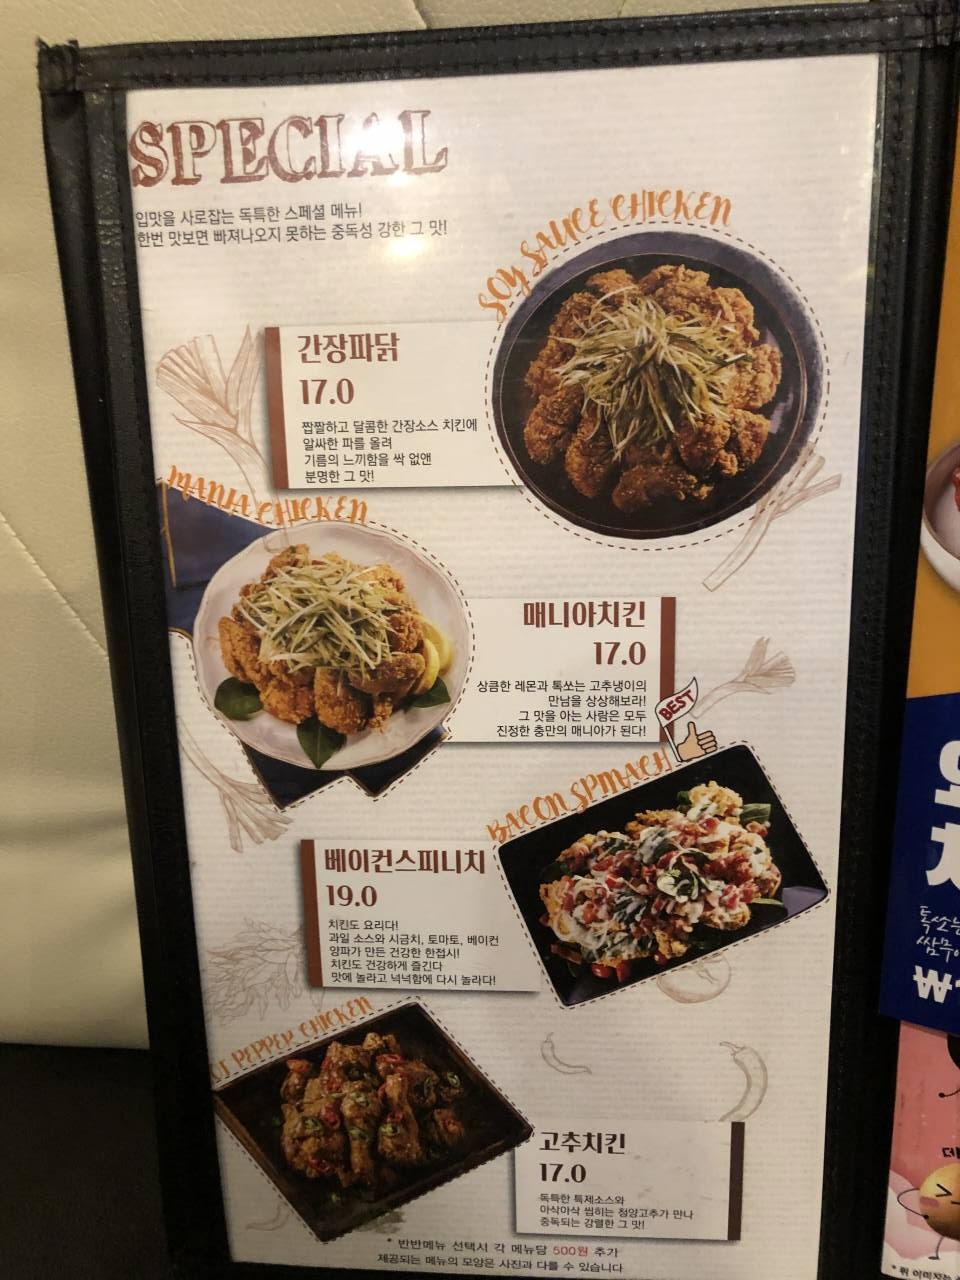 SPECIAL
입맛을 사로잡는 독특한 스페셜 메뉴!
한번 맛보면 빠져나오지 못하는 중독성 강한 그 맛!
SOY SAUCE CHICKEN
간장파닭
17.0
짭짤하고 달콤한 간장소스 치킨에
알싸한 파를 올려
기름의 느끼함을 싹 없앤
분명한 그 맛!
MANIA CHICKEN
매니아치킨
17.0
상큼한 레몬과 톡쏘는 고추냉이의
만남을 상상해보라!
그 맛을 아는 사람은 모두
진정한 충만의 매니아가 된다!
BEST
BACON SPINACH
베이컨스피니치
19.0
치킨도 요리다!
과일 소스와 시금치, 토마토, 베이컨
양파가 만든 건강한 한접시!
치킨도 건강하게 즐긴다
맛에 놀라고 넉넉함에 다시 놀라다!
PEPPER CHICKEN
고추치킨
17.0
독특한 특제소스와
아삭아삭 씹히는 청양고추가 만나
중독되는 강렬한 그 맛!
* 반반메뉴 선택시 각 메뉴당 500원 추가
제공되는 메뉴의 모양은 사진과 다를 수 있습니다
톡쏘는
₩
* 위 이미지는